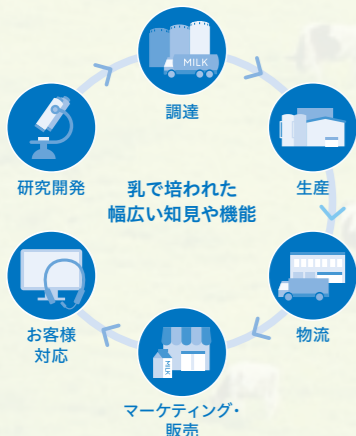 MILK
調達
研究開発
生産
乳で培われた
幅広い知見や機能
お客様
対応
物流
MILK
マーケティング・
販売